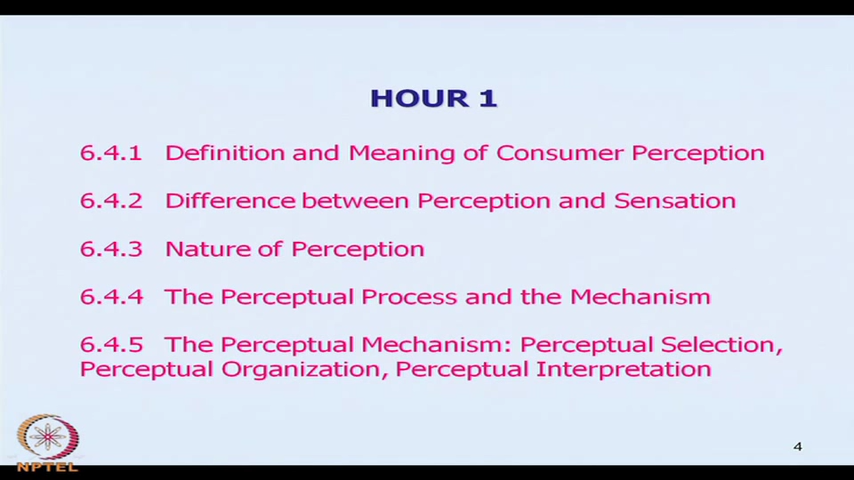 HOUR 1
6.4.1 Definition and Meaning of Consumer Perception
6.4.2 Difference between Perception and Sensation
6.4.3 Nature of Perception
6.4.4 The Perceptual Process and the Mechanism
6.4.5 The Perceptual Mechanism: Perceptual Selection,
Perceptual Organization, Perceptual Interpretation
4
NPTEL